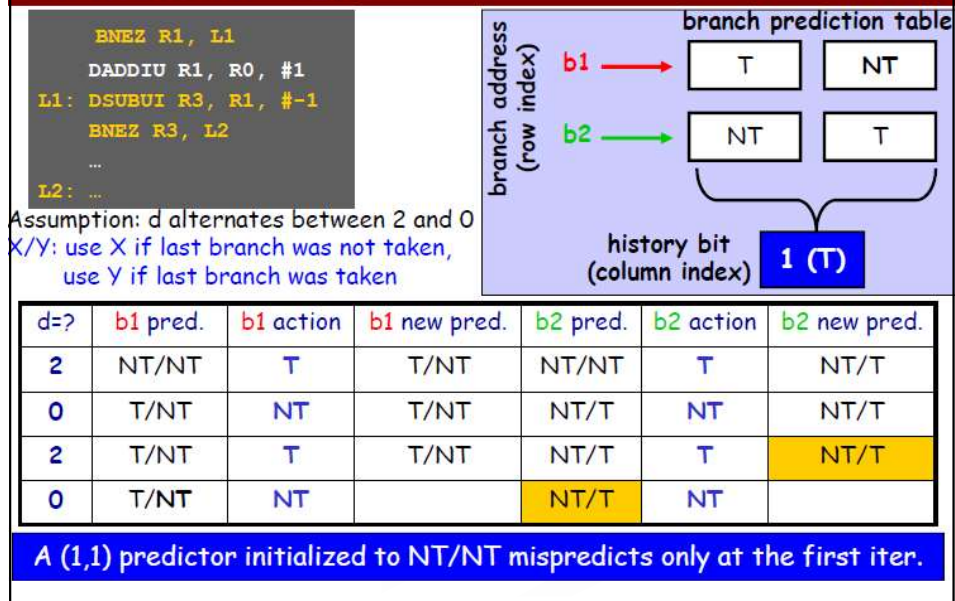 BNEZ R1, L1
DADDIU R1, R0, #1
L1: DSUBUI R3, R1, #-1
BNEZ R3, L2
…
L2: …
Assumption: d alternates between 2 and 0
X/Y: use X if last branch was not taken,
use Y if last branch was taken
branch prediction table
branch address
(row index)
b1 T NT
b2 NT T
history bit
(column index)
1 (T)
d=? b1 pred. b1 action b1 new pred. b2 pred. b2 action b2 new pred.
2 NT/NT T T/NT NT/NT T NT/T
0 T/NT NT T/NT NT/T NT NT/T
2 T/NT T T/NT NT/T T NT/T
0 T/NT NT NT/T NT
A (1,1) predictor initialized to NT/NT mispredicts only at the first iter.